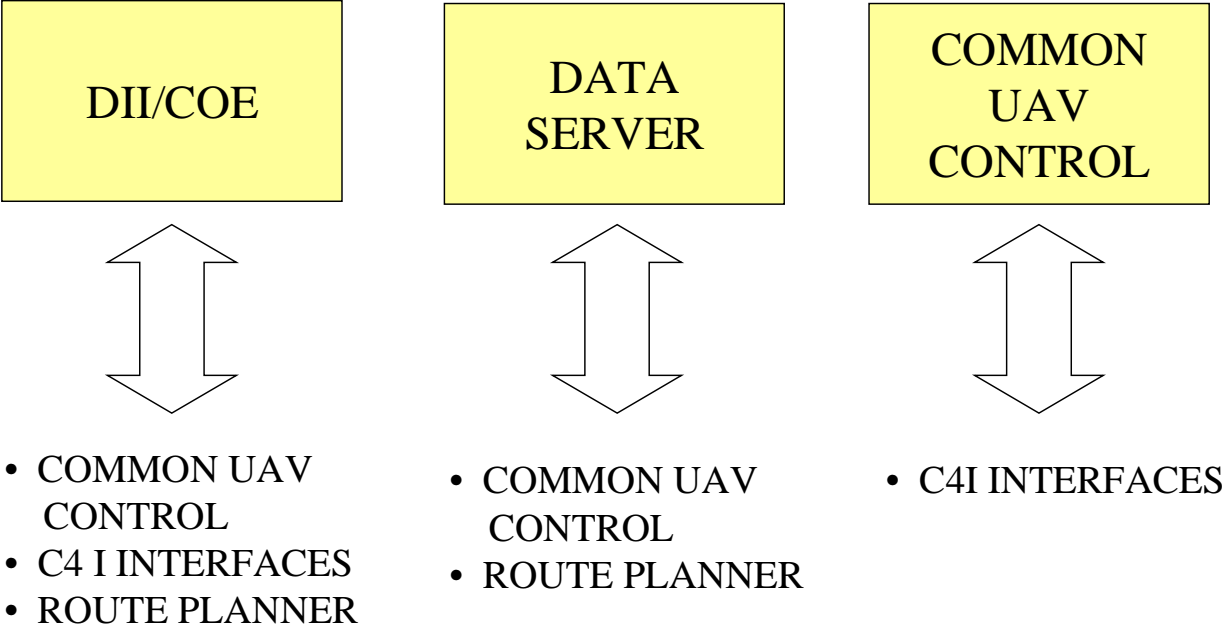 DII/COE
DATA
SERVER
COMMON
UAV
CONTROL
• COMMON UAV
CONTROL
• C4 I INTERFACES
• ROUTE PLANNER
• COMMON UAV
CONTROL
• ROUTE PLANNER
• C4I INTERFACES